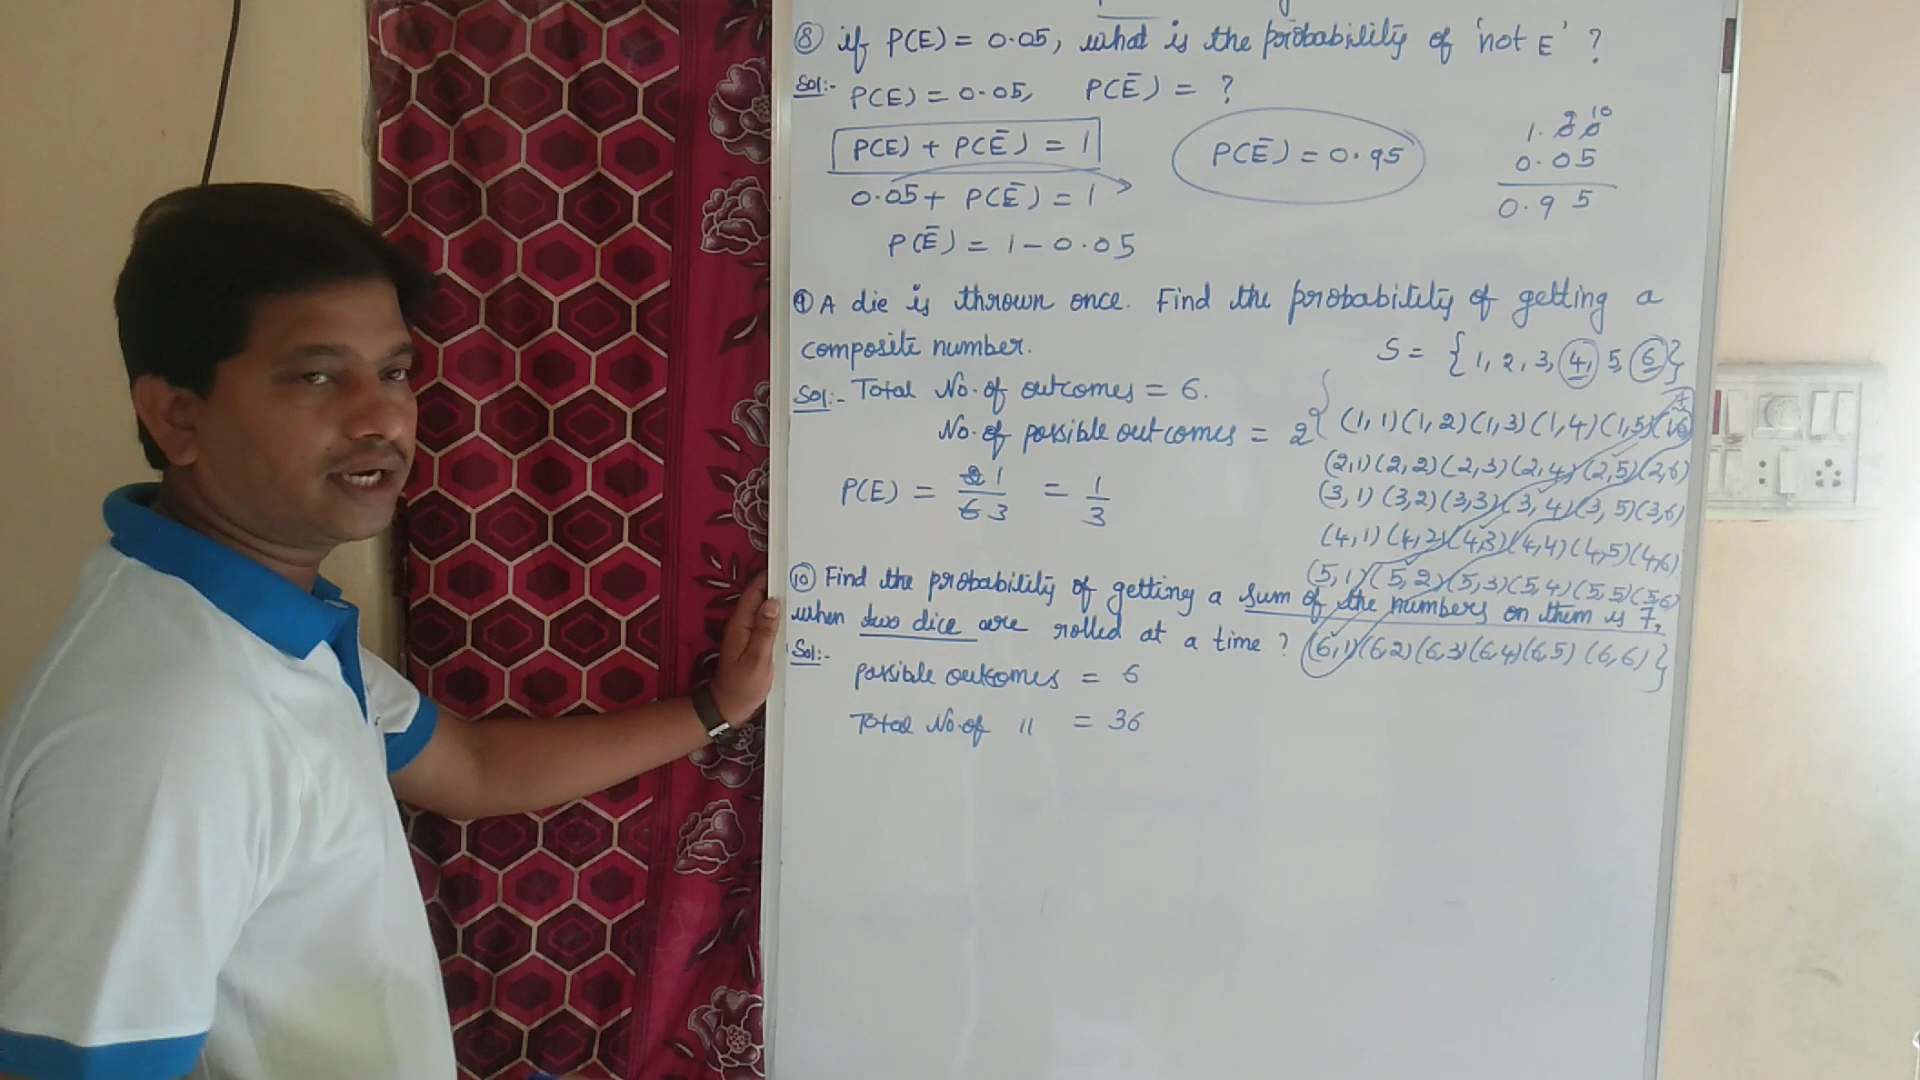 ⑧ if P(E) = 0.05, what is the probability of 'not E' ?
Sol:- P(E) = 0.05, P(Ē) = ?
P(E) + P(Ē) = 1
0.05 + P(Ē) = 1
P(Ē) = 1 - 0.05
P(Ē) = 0.95
9 10
1.00
0.05
0.95
⑨ A die is thrown once. Find the probability of getting a
composite number.
S = {1, 2, 3, 4, 5, 6}
Sol:- Total No. of outcomes = 6.
No. of possible outcomes = 2
P(E) = 2 1 / 6 3 = 1/3
{ (1,1) (1,2) (1,3) (1,4) (1,5) (1,6)
(2,1) (2,2) (2,3) (2,4) (2,5) (2,6)
(3,1) (3,2) (3,3) (3,4) (3,5) (3,6)
(4,1) (4,2) (4,3) (4,4) (4,5) (4,6)
(5,1) (5,2) (5,3) (5,4) (5,5) (5,6)
(6,1) (6,2) (6,3) (6,4) (6,5) (6,6) }
⑩ Find the probability of getting a sum of the numbers on them is 7,
when two dice are rolled at a time ?
Sol:-
possible outcomes = 6
Total No. of 11 = 36